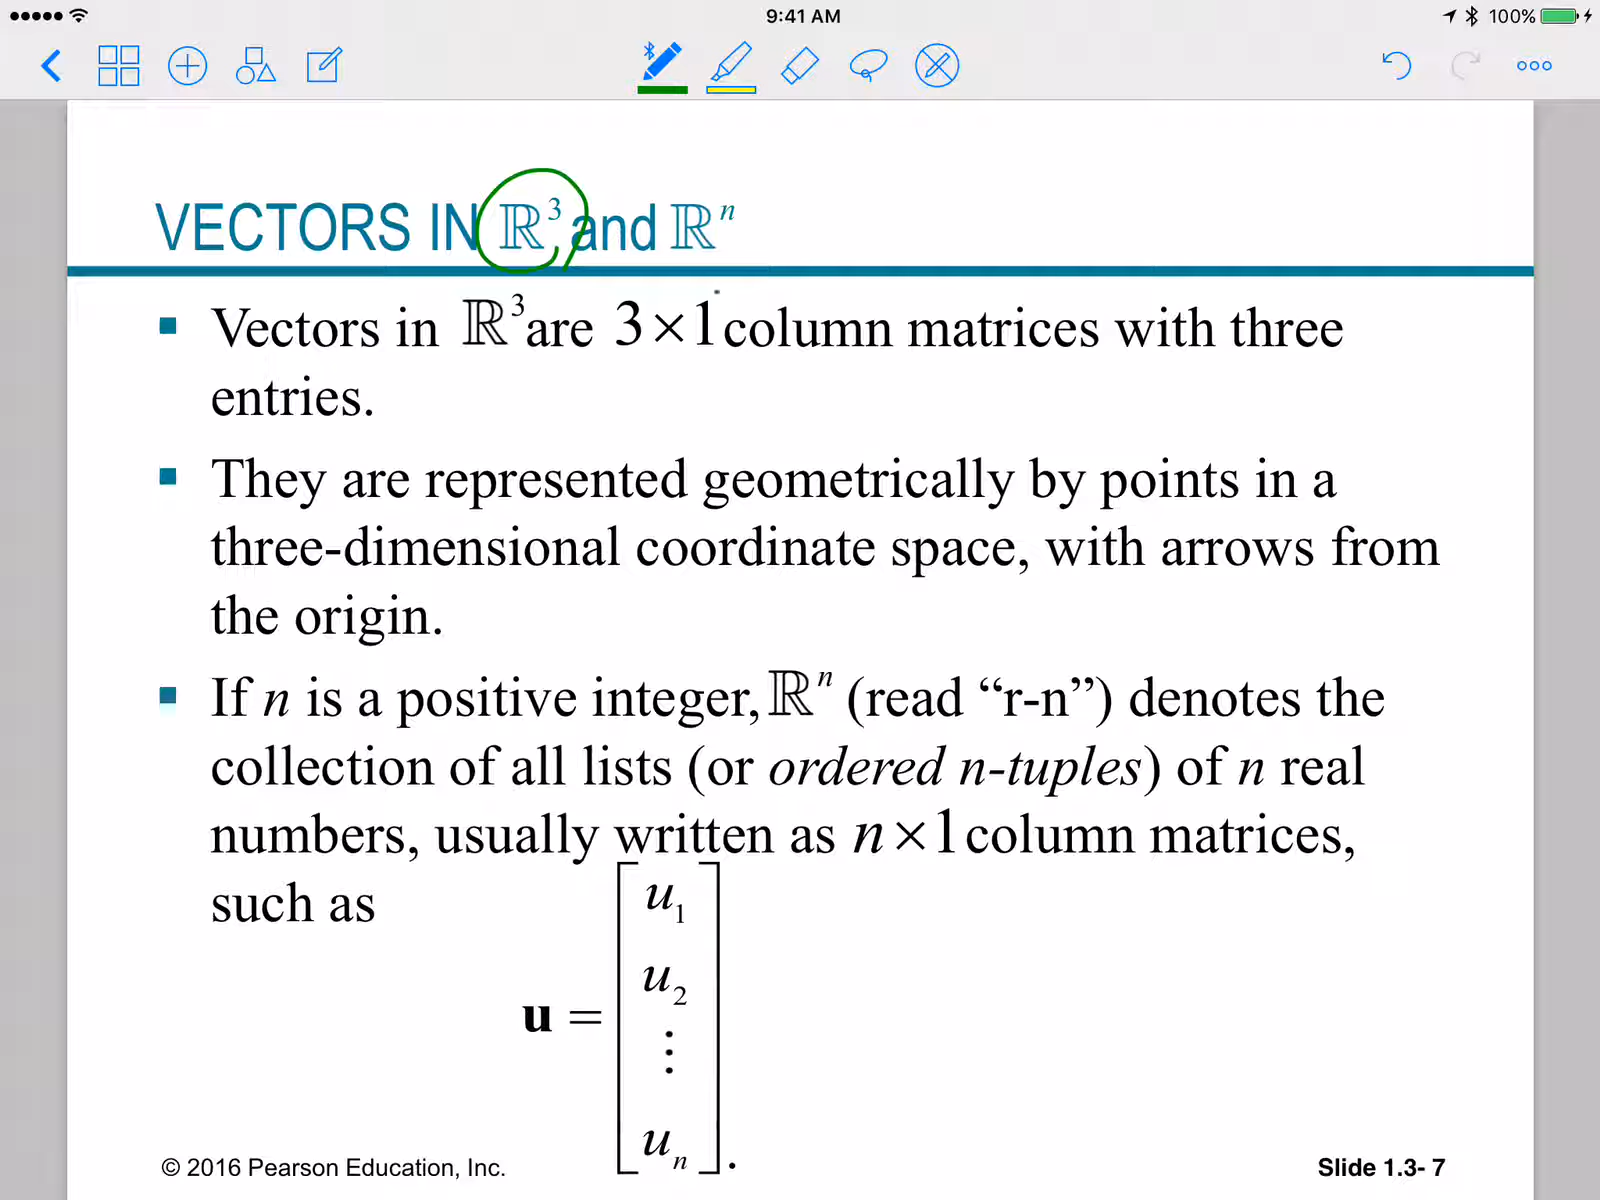 9:41 AM
100%
VECTORS IN ℝ³ and ℝⁿ
Vectors in ℝ³ are 3×1 column matrices with three
entries.
They are represented geometrically by points in a
three-dimensional coordinate space, with arrows from
the origin.
If n is a positive integer, ℝⁿ (read “r-n”) denotes the
collection of all lists (or ordered n-tuples) of n real
numbers, usually written as n×1 column matrices,
such as
u₁
u₂
u =
⋮
uₙ .
© 2016 Pearson Education, Inc.
Slide 1.3- 7